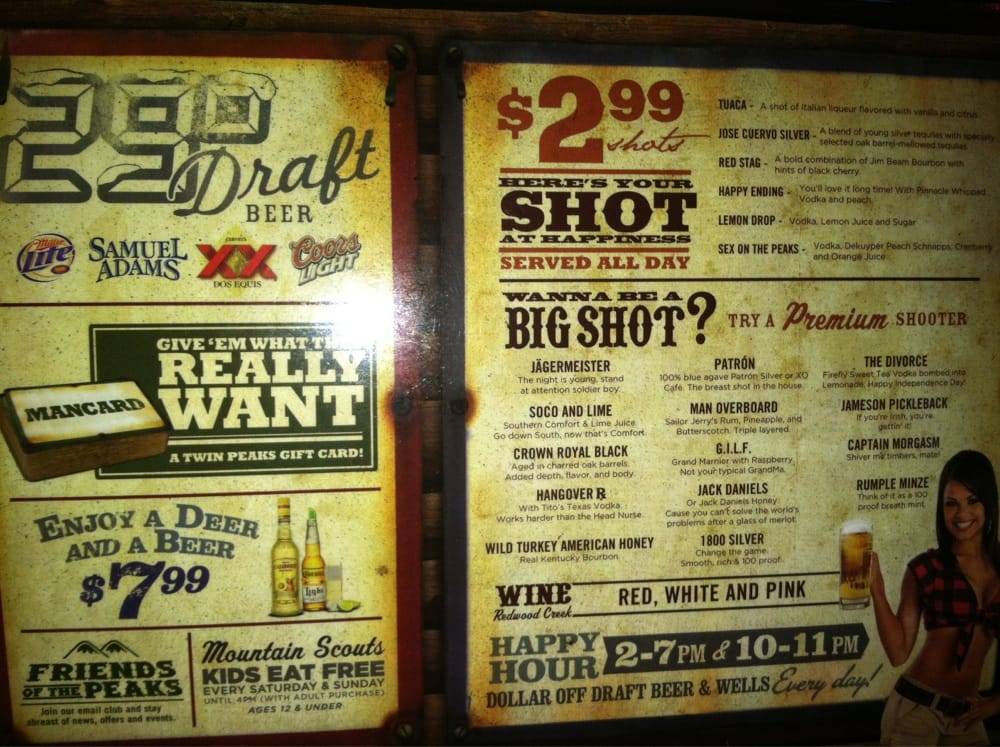 29°
Draft
BEER
Miller
Lite
SAMUEL
ADAMS
CERVEZA
XX
DOS EQUIS
Coors
LIGHT
GIVE 'EM WHAT
REALLY
WANT
MANCARD
A TWIN PEAKS GIFT CARD!
ENJOY A DEER
AND A BEER
$7.99
Light
FRIENDS
OF THE PEAKS
Join our email club and stay
abreast of news, offers and events.
Mountain Scouts
KIDS EAT FREE
EVERY SATURDAY & SUNDAY
UNTIL 4PM (WITH ADULT PURCHASE)
AGES 12 & UNDER
$2.99
shots
HERE'S YOUR
SHOT
AT HAPPINESS
SERVED ALL DAY
TUACA - A shot of Italian liqueur flavored with vanilla and citrus
JOSE CUERVO SILVER - A blend of young silver tequilas with specially
selected oak barrel-mellowed tequilas
RED STAG - A bold combination of Jim Beam Bourbon with
hints of black cherry.
HAPPY ENDING - You'll love it long time! With Pinnacle Whipped
Vodka and peach.
LEMON DROP - Vodka, Lemon Juice and Sugar
SEX ON THE PEAKS - Vodka, Dekuyper Peach Schnapps, Cranberry
and Orange Juice
WANNA BE A
BIG SHOT?
TRY A Premium SHOOTER
JÄGERMEISTER
The night is young, stand
at attention soldier boy.
SOCO AND LIME
Southern Comfort & Lime Juice.
Go down South, now that's Comfort.
CROWN ROYAL BLACK
Aged in charred oak barrels.
Added depth, flavor, and body.
HANGOVER ℞
With Tito's Texas Vodka.
Works harder than the Head Nurse.
WILD TURKEY AMERICAN HONEY
Real Kentucky Bourbon.
PATRÓN
100% blue agave Patrón Silver or XO
Café. The breast shot in the house.
MAN OVERBOARD
Sailor Jerry's Rum, Pineapple, and
Butterscotch. Triple layered.
G.I.L.F.
Grand Marnier with Raspberry.
Not your typical GrandMa.
JACK DANIELS
Or Jack Daniels Honey
Cause you can't solve the world's
problems after a glass of merlot.
1800 SILVER
Change the game.
Smooth, rich & 100 proof.
THE DIVORCE
Firefly Sweet Tea Vodka bombed into
Lemonade. Happy Independence Day!
JAMESON PICKLEBACK
If you're Irish, you're
gettin' it!
CAPTAIN MORGASM
Shiver me timbers, mate!
RUMPLE MINZE
Think of it as a 100
proof breath mint.
WINE
Redwood Creek
RED, WHITE AND PINK
HAPPY
HOUR
2-7PM & 10-11PM
DOLLAR OFF DRAFT BEER & WELLS Every day!